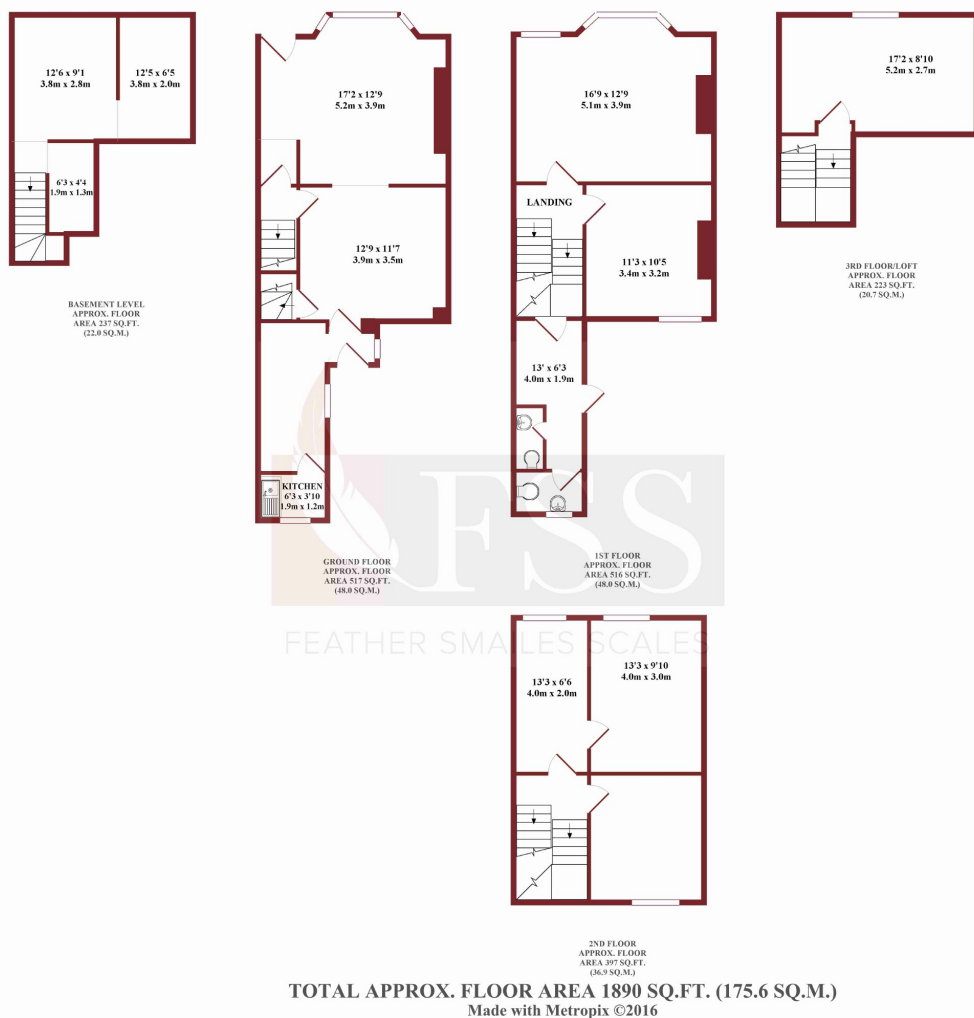 12'6 x 9'1
3.8m x 2.8m
12'5 x 6'5
3.8m x 2.0m
6'3 x 4'4
1.9m x 1.3m
BASEMENT LEVEL
APPROX. FLOOR
AREA 237 SQ.FT.
(22.0 SQ.M.)
17'2 x 12'9
5.2m x 3.9m
12'9 x 11'7
3.9m x 3.5m
KITCHEN
6'3 x 3'10
1.9m x 1.2m
GROUND FLOOR
APPROX. FLOOR
AREA 517 SQ.FT.
(48.0 SQ.M.)
16'9 x 12'9
5.1m x 3.9m
LANDING
11'3 x 10'5
3.4m x 3.2m
13' x 6'3
4.0m x 1.9m
1ST FLOOR
APPROX. FLOOR
AREA 516 SQ.FT.
(48.0 SQ.M.)
17'2 x 8'10
5.2m x 2.7m
3RD FLOOR/LOFT
APPROX. FLOOR
AREA 223 SQ.FT.
(20.7 SQ.M.)
FSS
FEATHER SMAILES SCALES
13'3 x 6'6
4.0m x 2.0m
13'3 x 9'10
4.0m x 3.0m
2ND FLOOR
APPROX. FLOOR
AREA 397 SQ.FT.
(36.9 SQ.M.)
TOTAL APPROX. FLOOR AREA 1890 SQ.FT. (175.6 SQ.M.)
Made with Metropix ©2016